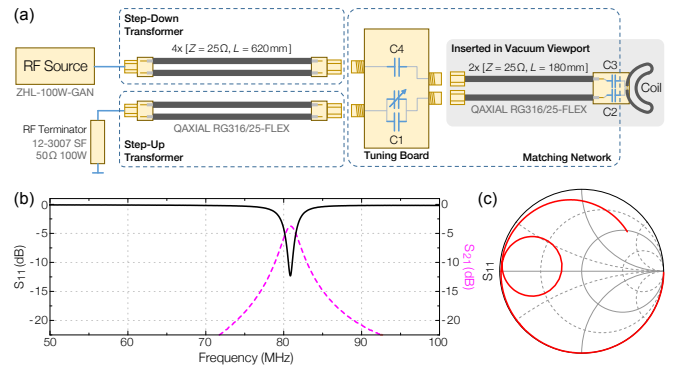 (a)
Step-Down
Transformer
4x [Z = 25Ω, L = 620mm]
RF Source
ZHL-100W-GAN
RF Terminator
12-3007 SF
50Ω 100W
QAXIAL RG316/25-FLEX
Step-Up
Transformer
C4
C1
Tuning Board
Inserted in Vacuum Viewport
2x [Z = 25Ω, L = 180mm]
C3
Coil
QAXIAL RG316/25-FLEX
C2
Matching Network
(b)
0
-5
-10
-15
-20
S11 (dB)
0
-5
-10
-15
-20
S21 (dB)
50
60
70
80
90
100
Frequency (MHz)
(c)
S11